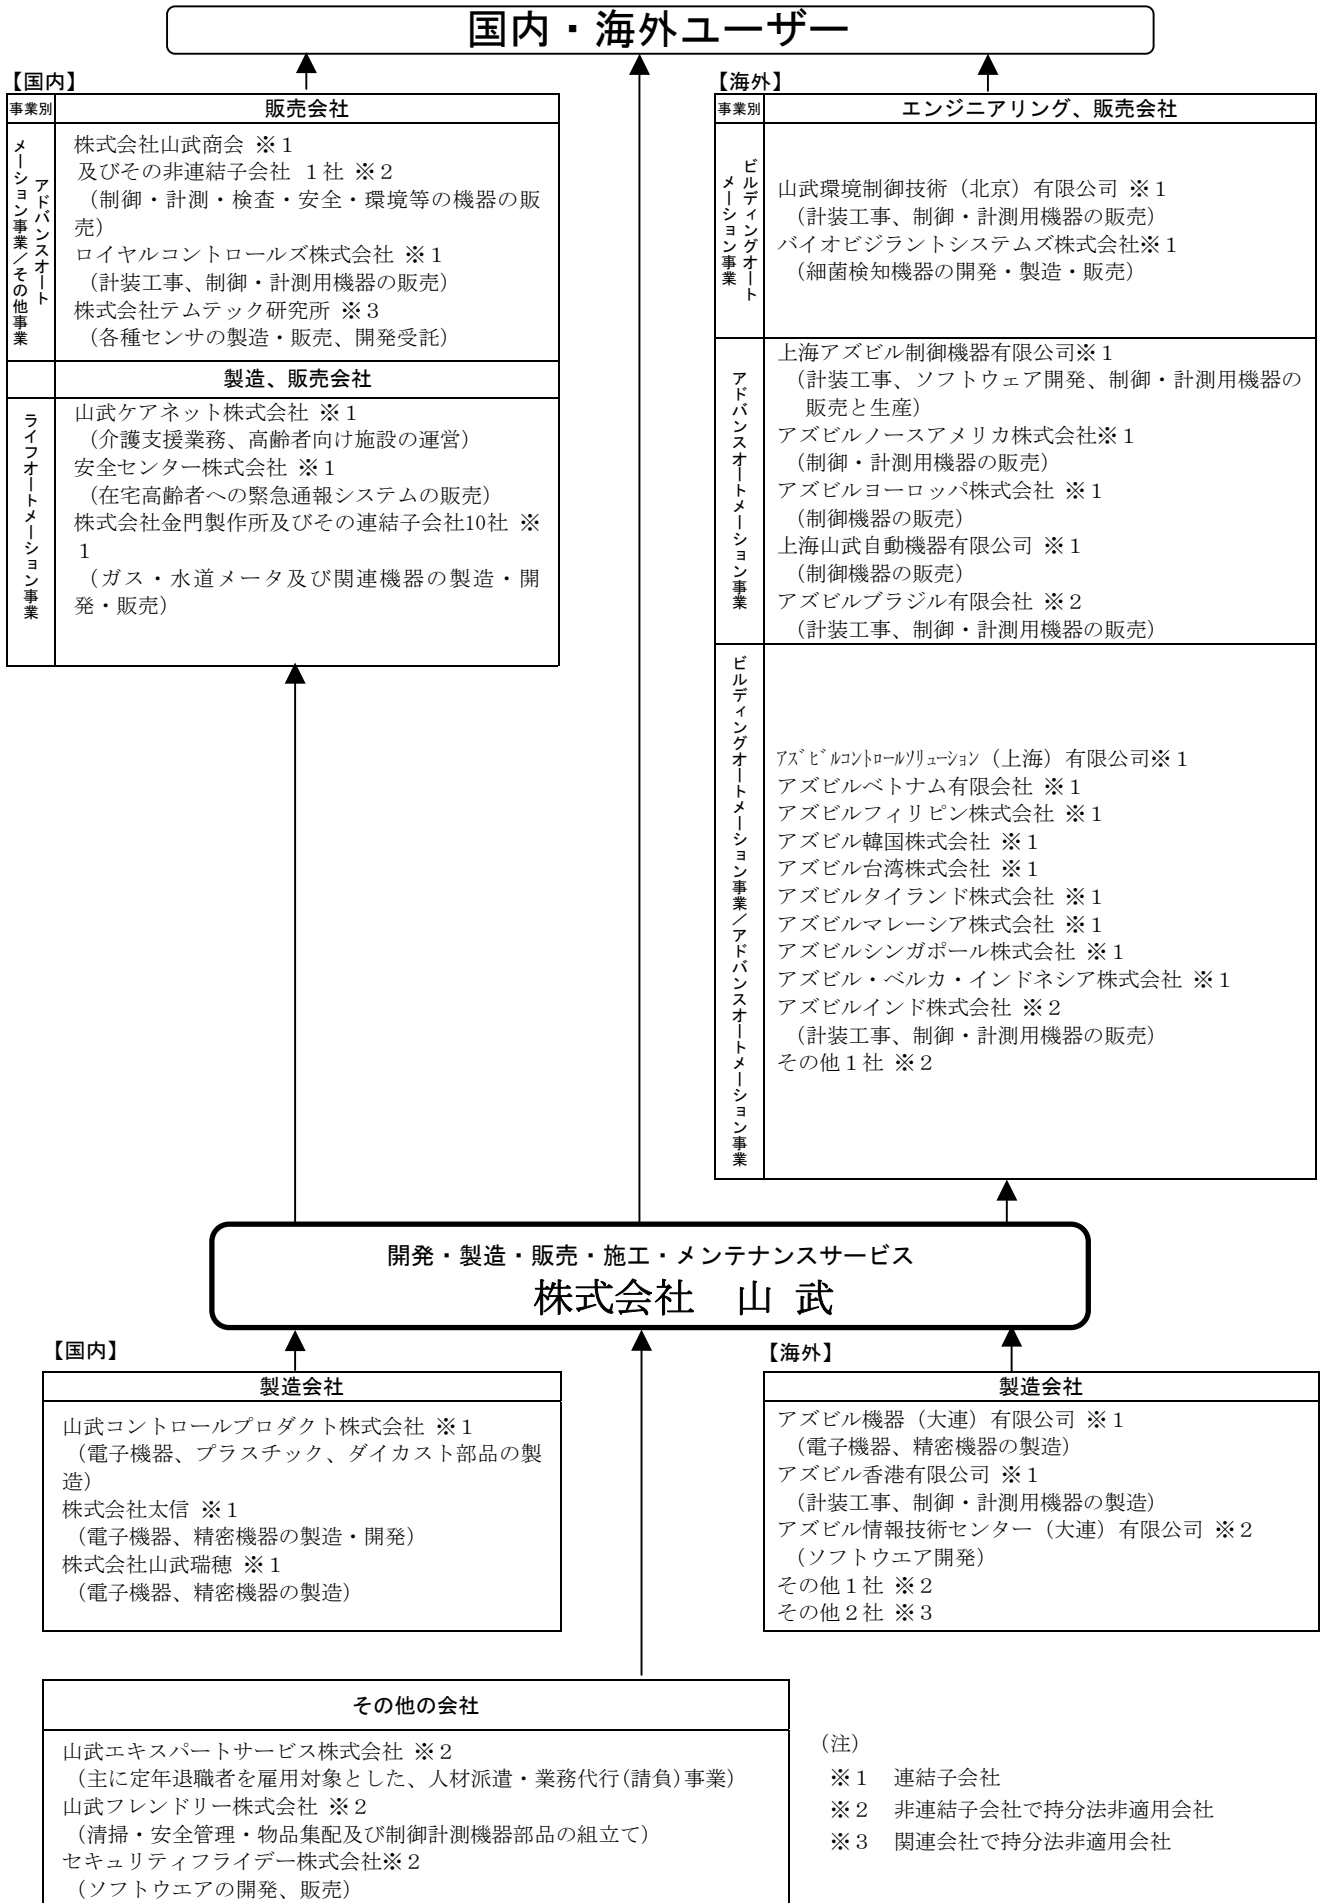 国内・海外ユーザー
【国内】
事業別
販売会社
アドバンスオート
メーション事業／その他事業
株式会社山武商会 ※１
及びその非連結子会社 １社 ※２
（制御・計測・検査・安全・環境等の機器の販
売）
ロイヤルコントロールズ株式会社 ※１
（計装工事、制御・計測用機器の販売）
株式会社テムテック研究所 ※３
（各種センサの製造・販売、開発受託）
製造、販売会社
ライフオートメーション事業
山武ケアネット株式会社 ※１
（介護支援業務、高齢者向け施設の運営）
安全センター株式会社 ※１
（在宅高齢者への緊急通報システムの販売）
株式会社金門製作所及びその連結子会社10社 ※
１
（ガス・水道メータ及び関連機器の製造・開
発・販売）
【海外】
事業別
エンジニアリング、販売会社
ビルディングオート
メーション事業
山武環境制御技術（北京）有限公司 ※１
（計装工事、制御・計測用機器の販売）
バイオビジラントシステムズ株式会社※１
（細菌検知機器の開発・製造・販売）
アドバンスオートメーション事業
上海アズビル制御機器有限公司※１
（計装工事、ソフトウェア開発、制御・計測用機器の
販売と生産）
アズビルノースアメリカ株式会社※１
（制御・計測用機器の販売）
アズビルヨーロッパ株式会社 ※１
（制御機器の販売）
上海山武自動機器有限公司 ※１
（制御機器の販売）
アズビルブラジル有限会社 ※２
（計装工事、制御・計測用機器の販売）
ビルディングオートメーション事業／アドバンスオートメーション事業
ｱｽﾞﾋﾞﾙｺﾝﾄﾛｰﾙｿﾘｭｰｼｮﾝ（上海）有限公司※１
アズビルベトナム有限会社 ※１
アズビルフィリピン株式会社 ※１
アズビル韓国株式会社 ※１
アズビル台湾株式会社 ※１
アズビルタイランド株式会社 ※１
アズビルマレーシア株式会社 ※１
アズビルシンガポール株式会社 ※１
アズビル・ベルカ・インドネシア株式会社 ※１
アズビルインド株式会社 ※２
（計装工事、制御・計測用機器の販売）
その他１社 ※２
開発・製造・販売・施工・メンテナンスサービス
株式会社　山 武
【国内】
製造会社
山武コントロールプロダクト株式会社 ※１
（電子機器、プラスチック、ダイカスト部品の製
造）
株式会社太信 ※１
（電子機器、精密機器の製造・開発）
株式会社山武瑞穂 ※１
（電子機器、精密機器の製造）
【海外】
製造会社
アズビル機器（大連）有限公司 ※１
（電子機器、精密機器の製造）
アズビル香港有限公司 ※１
（計装工事、制御・計測用機器の製造）
アズビル情報技術センター（大連）有限公司 ※２
（ソフトウエア開発）
その他１社 ※２
その他２社 ※３
その他の会社
山武エキスパートサービス株式会社 ※２
（主に定年退職者を雇用対象とした、人材派遣・業務代行(請負)事業）
山武フレンドリー株式会社 ※２
（清掃・安全管理・物品集配及び制御計測機器部品の組立て）
セキュリティフライデー株式会社※２
（ソフトウエアの開発、販売）
（注）
※１　連結子会社
※２　非連結子会社で持分法非適用会社
※３　関連会社で持分法非適用会社